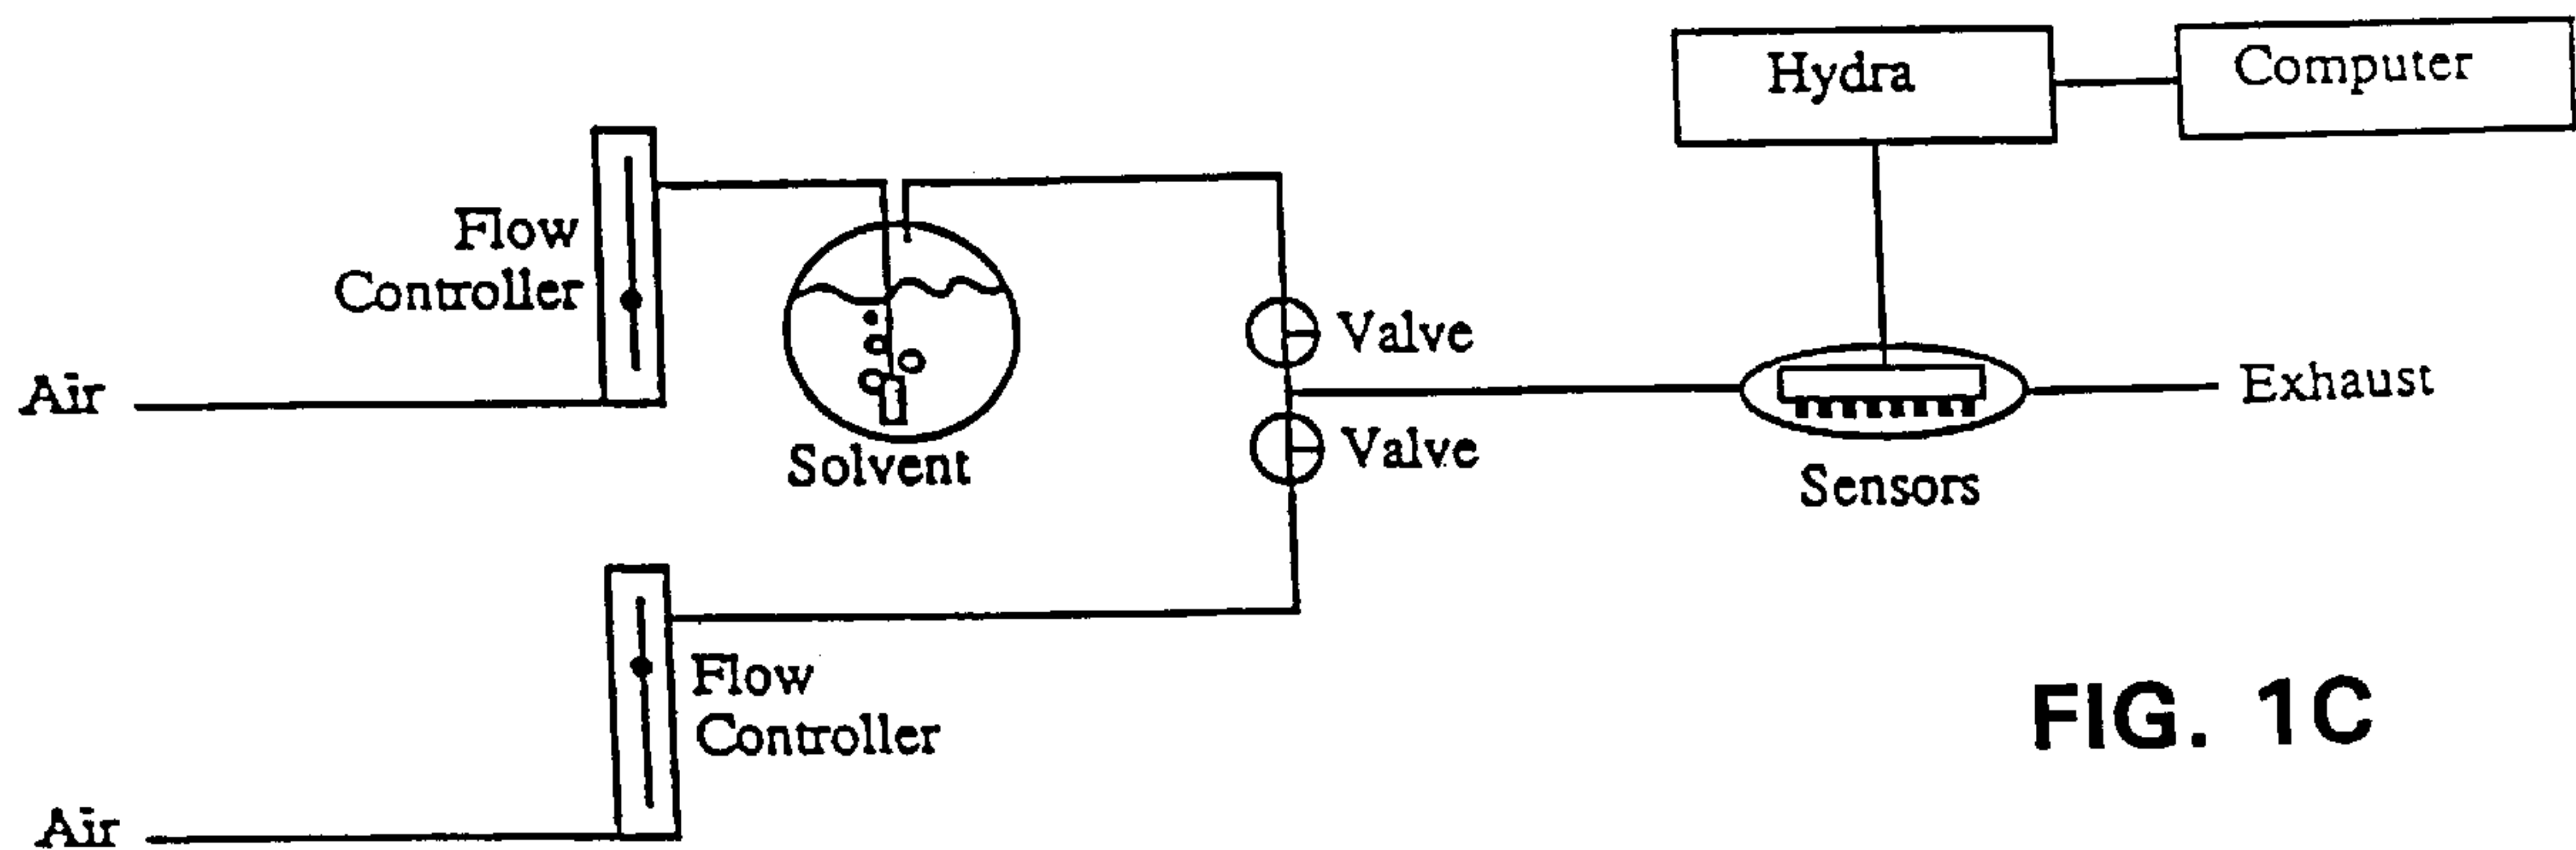 Hydra
Computer
Flow
Controller
Air
Solvent
Valve
Valve
Sensors
Exhaust
Flow
Controller
Air
FIG. 1C